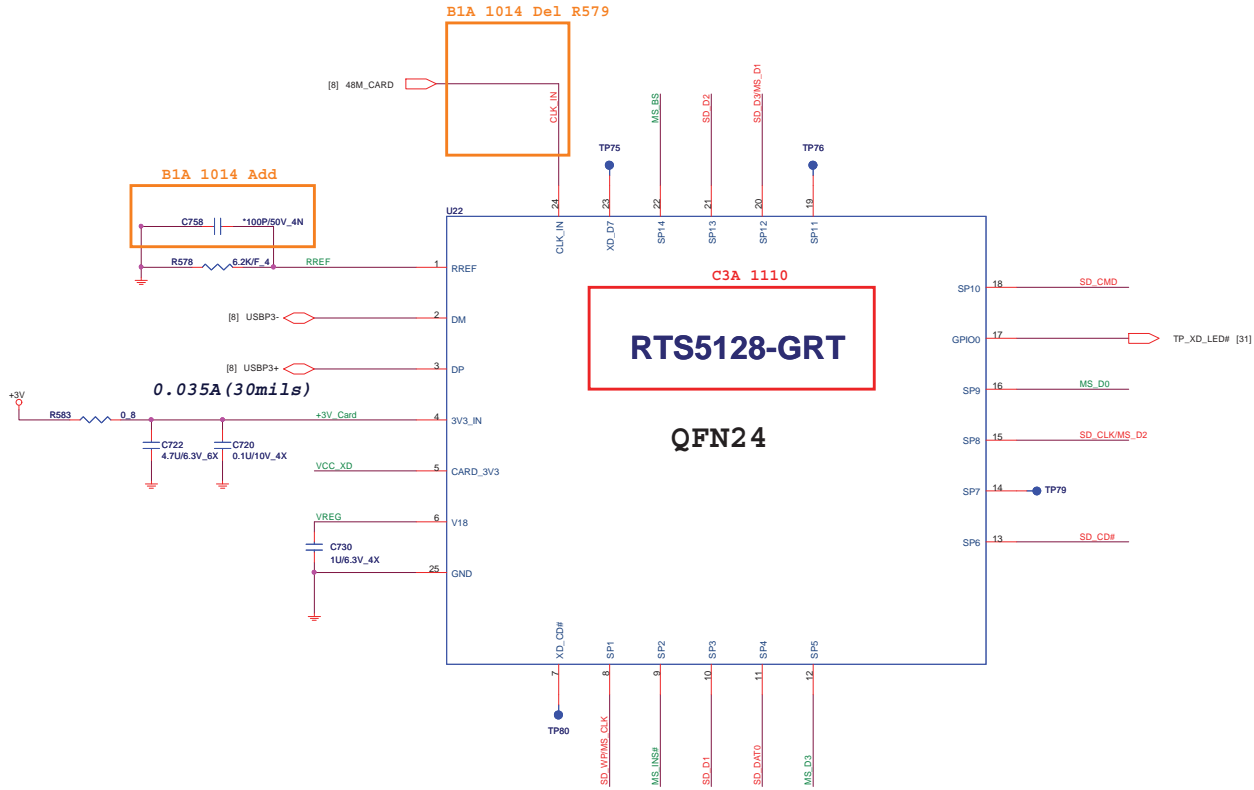 B1A 1014 Del R579
[8] 48M_CARD
CLK_IN
MS_BS
SD_D2
SD_D3/MS_D1
TP75
TP76
B1A 1014 Add
C758
*100P/50V_4N
R578
6.2K/F_4
RREF
U22
24
23
22
21
20
19
CLK_IN
XD_D7
SP14
SP13
SP12
SP11
1
RREF
C3A 1110
RTS5128-GRT
QFN24
SP10
18
SD_CMD
[8] USBP3-
2
DM
GPIO0
17
TP_XD_LED# [31]
[8] USBP3+
3
DP
0.035A(30mils)
SP9
16
MS_D0
+3V
R583
0_8
+3V_Card
4
3V3_IN
SP8
15
SD_CLK/MS_D2
C722
4.7U/6.3V_6X
C720
0.1U/10V_4X
VCC_XD
5
CARD_3V3
SP7
14
TP79
VREG
6
V18
SP6
13
SD_CD#
C730
1U/6.3V_4X
25
GND
XD_CD#
SP1
SP2
SP3
SP4
SP5
7
8
9
10
11
12
TP80
SD_WP/MS_CLK
MS_INS#
SD_D1
SD_DAT0
MS_D3